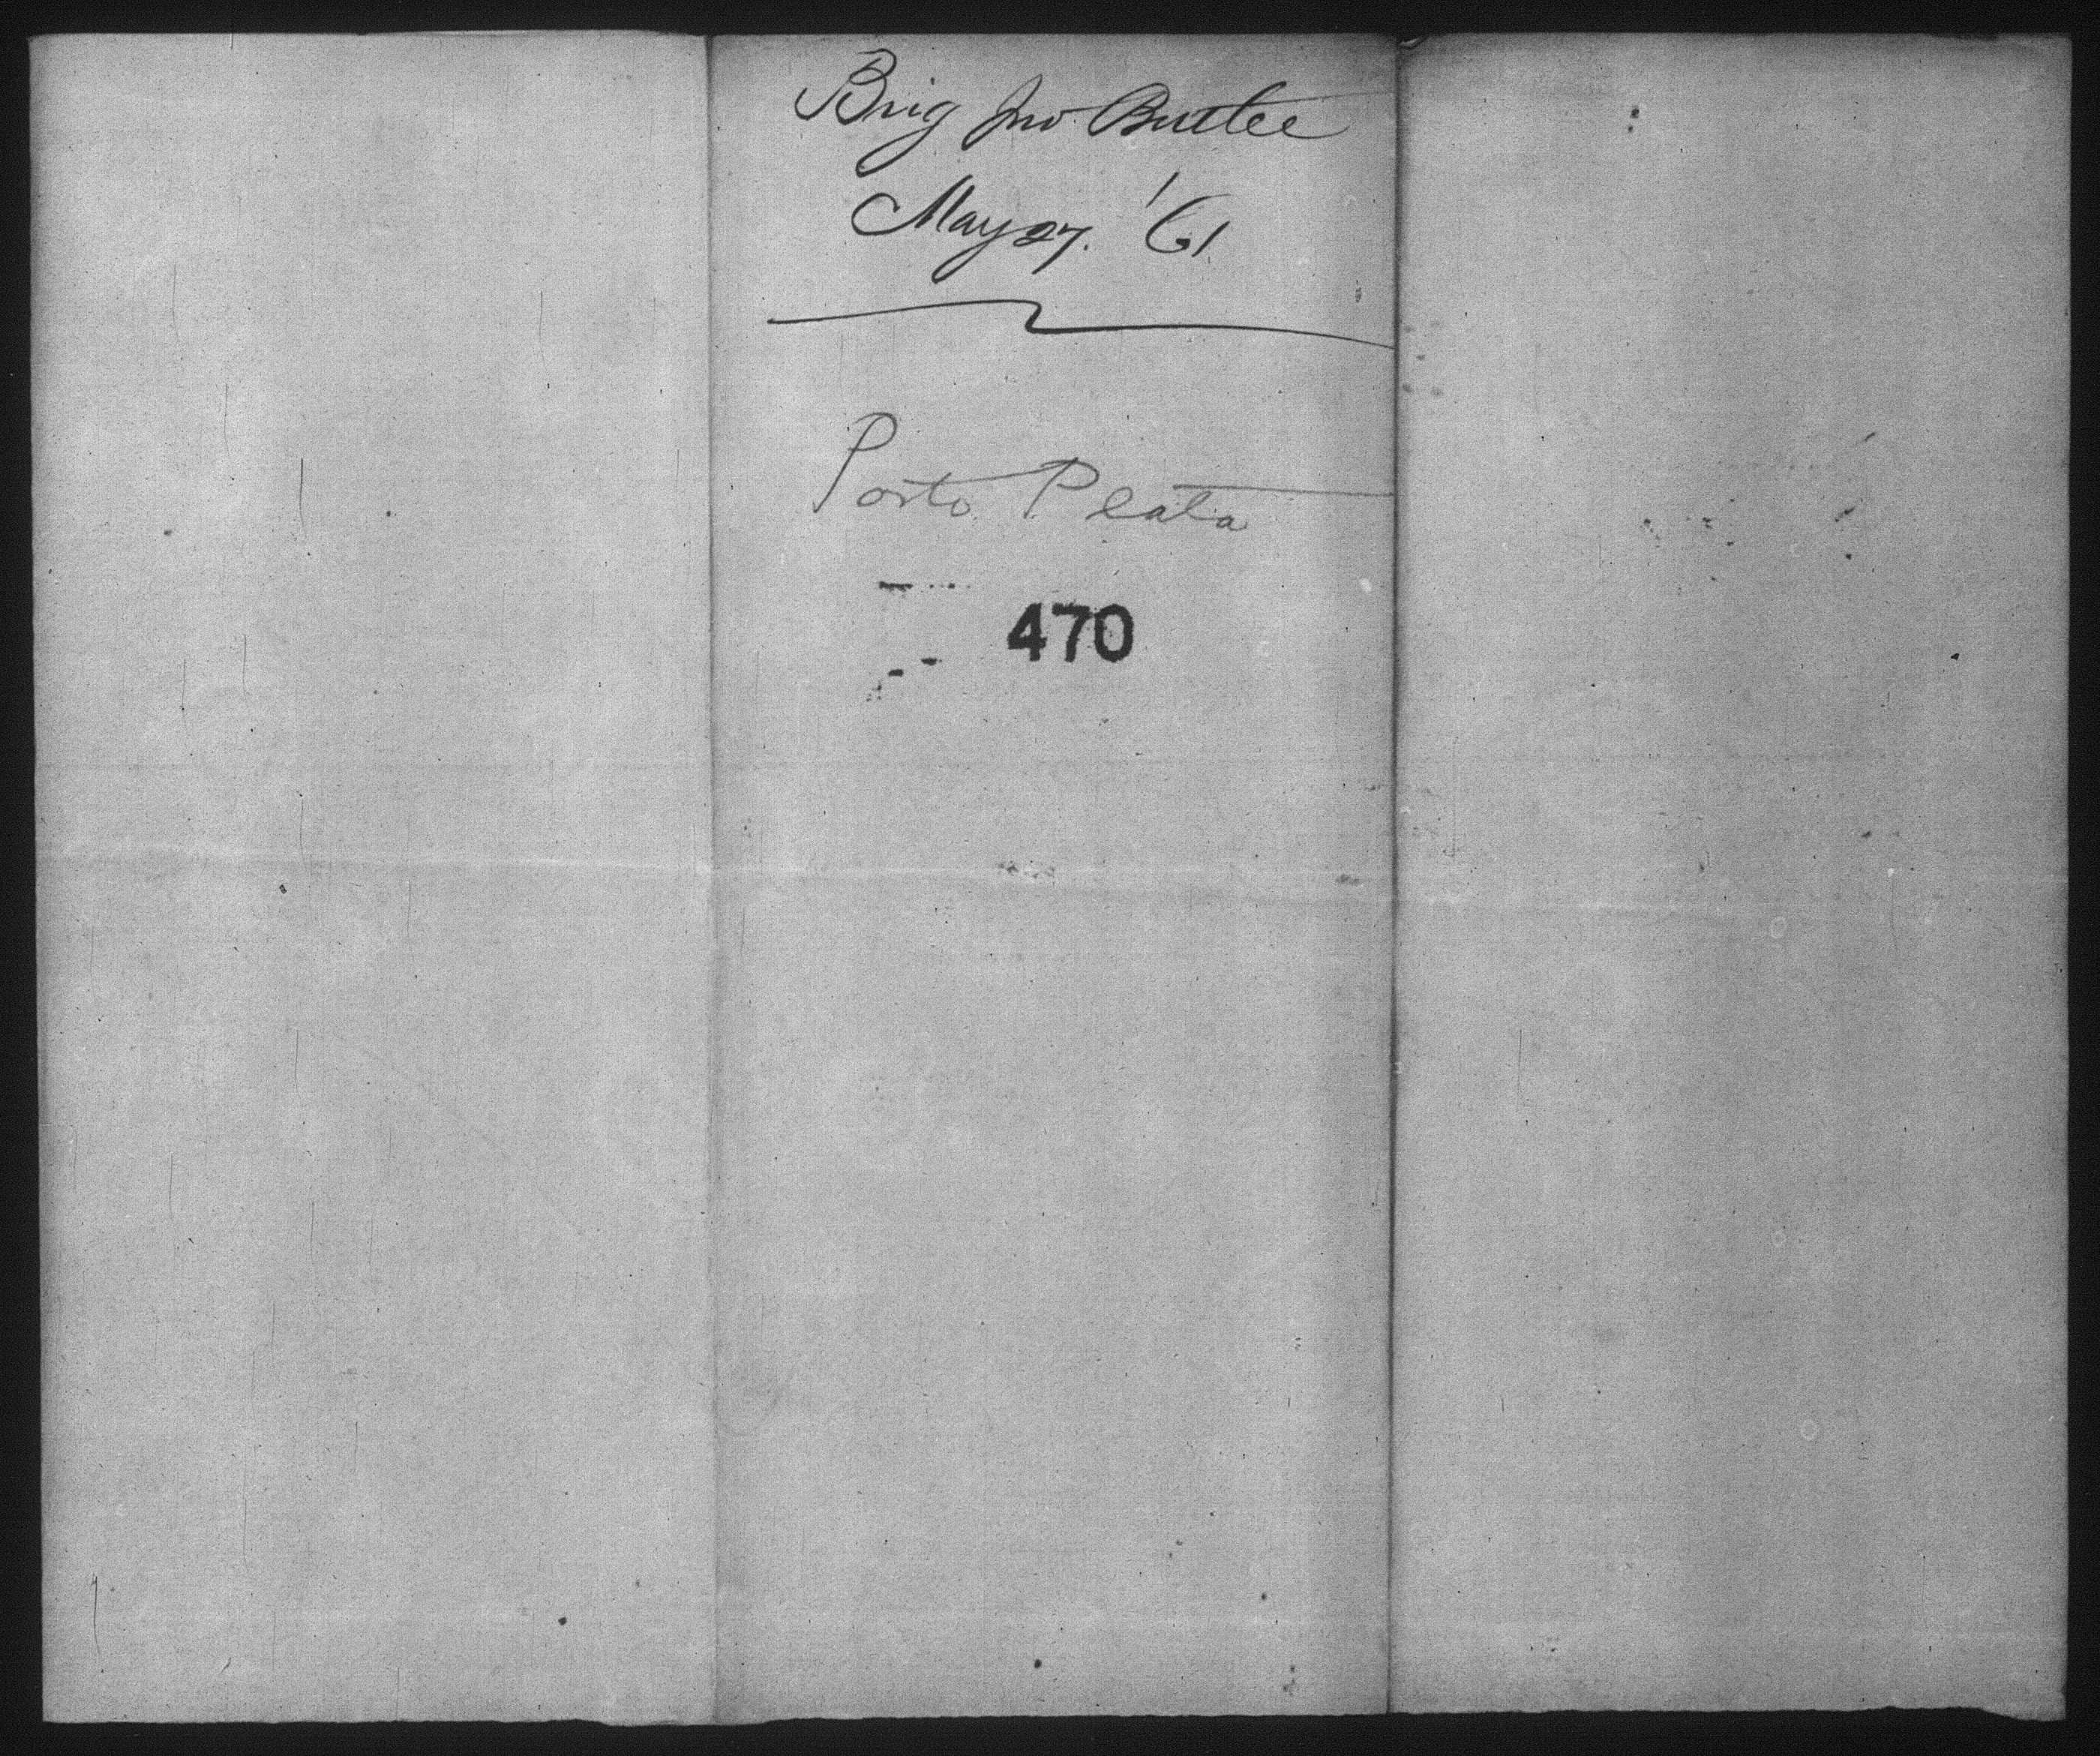 Brig Jno Butler
May 27. '61
Porto Plata
470